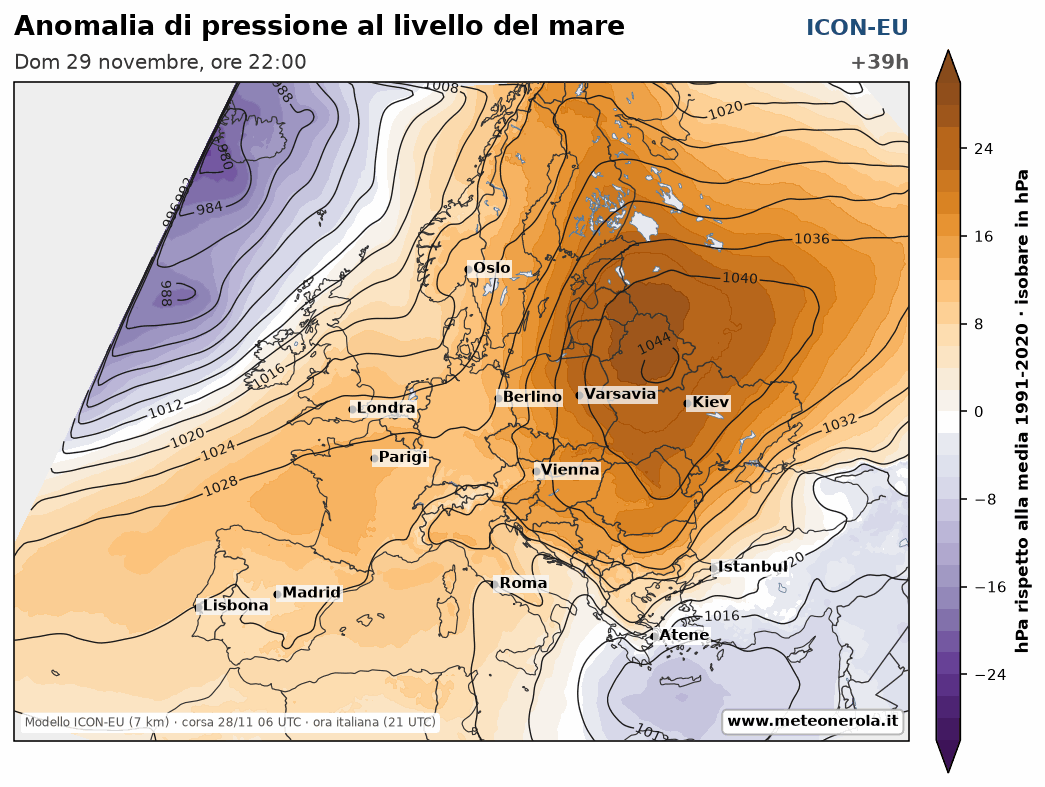 Anomalia di pressione al livello del mare
ICON-EU
Dom 29 novembre, ore 22:00
+39h
1008
988
1020
980
992
996
984
1036
Oslo
1040
988
1044
1016
Berlino
Varsavia
Kiev
1012
Londra
1032
1020
1024
Parigi
Vienna
1028
Istanbul
20
Roma
Madrid
Lisbona
1016
Atene
Modello ICON-EU (7 km) · corsa 28/11 06 UTC · ora italiana (21 UTC)
www.meteonerola.it
24
16
8
0
−8
−16
−24
hPa rispetto alla media 1991-2020 · isobare in hPa